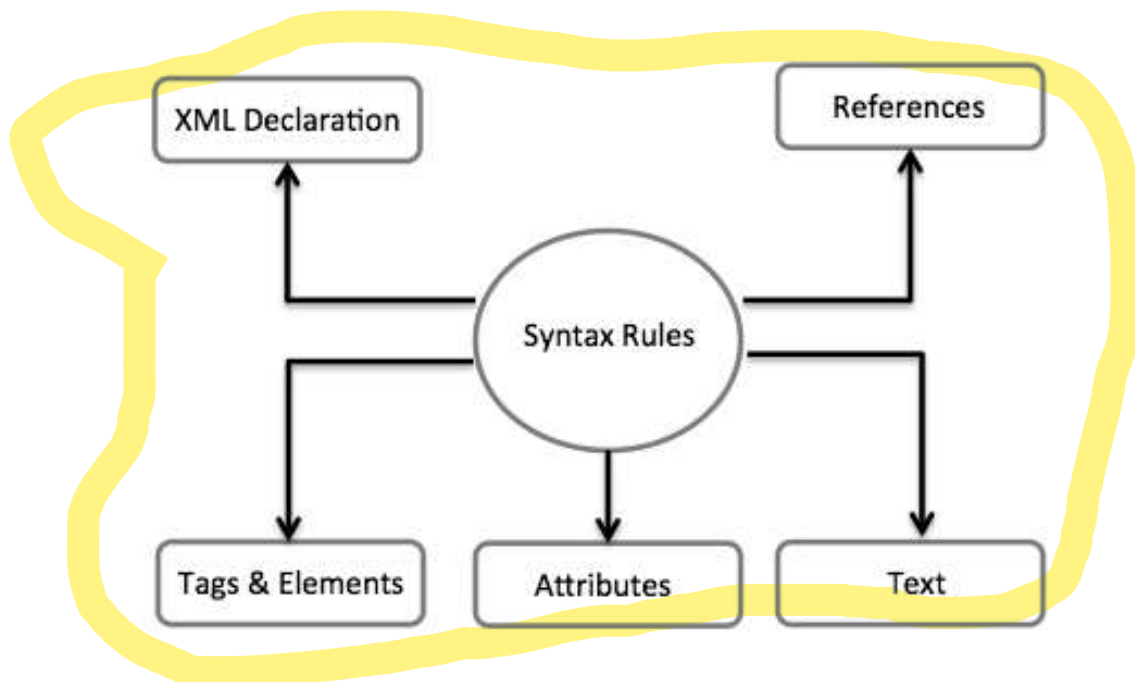 XML Declaration
References
Syntax Rules
Tags & Elements
Attributes
Text